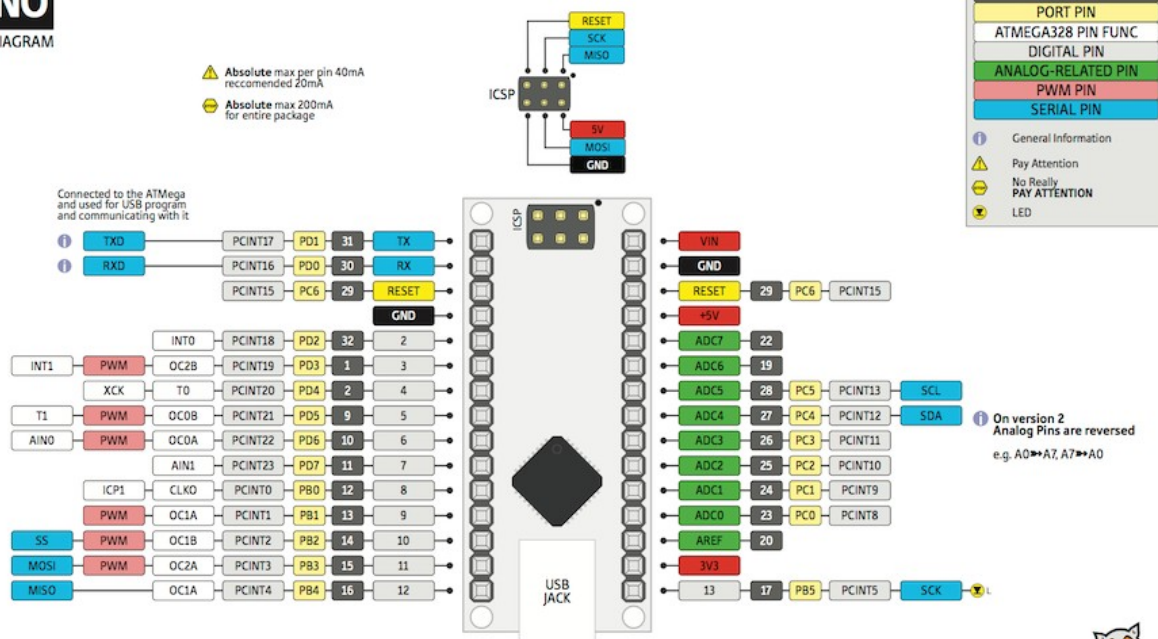 NO
IAGRAM
Absolute max per pin 40mA
reccomended 20mA
Absolute max 200mA
for entire package
RESET
SCK
MISO
ICSP
5V
MOSI
GND
PORT PIN
ATMEGA328 PIN FUNC
DIGITAL PIN
ANALOG-RELATED PIN
PWM PIN
SERIAL PIN
General Information
Pay Attention
No Really
PAY ATTENTION
LED
Connected to the ATMega
and used for USB program
and communicating with it
TXD PCINT17 PD1 31 TX
RXD PCINT16 PD0 30 RX
PCINT15 PC6 29 RESET
GND
INT0 PCINT18 PD2 32 2
INT1 PWM OC2B PCINT19 PD3 1 3
XCK T0 PCINT20 PD4 2 4
T1 PWM OC0B PCINT21 PD5 9 5
AIN0 PWM OC0A PCINT22 PD6 10 6
AIN1 PCINT23 PD7 11 7
ICP1 CLKO PCINT0 PB0 12 8
PWM OC1A PCINT1 PB1 13 9
SS PWM OC1B PCINT2 PB2 14 10
MOSI PWM OC2A PCINT3 PB3 15 11
MISO OC1A PCINT4 PB4 16 12
ICSP
USB
JACK
VIN
GND
RESET 29 PC6 PCINT15
+5V
ADC7 22
ADC6 19
ADC5 28 PC5 PCINT13 SCL
ADC4 27 PC4 PCINT12 SDA
ADC3 26 PC3 PCINT11
ADC2 25 PC2 PCINT10
ADC1 24 PC1 PCINT9
ADC0 23 PC0 PCINT8
AREF 20
3V3
13 17 PB5 PCINT5 SCK L
On version 2
Analog Pins are reversed
e.g. A0➳A7, A7➳A0